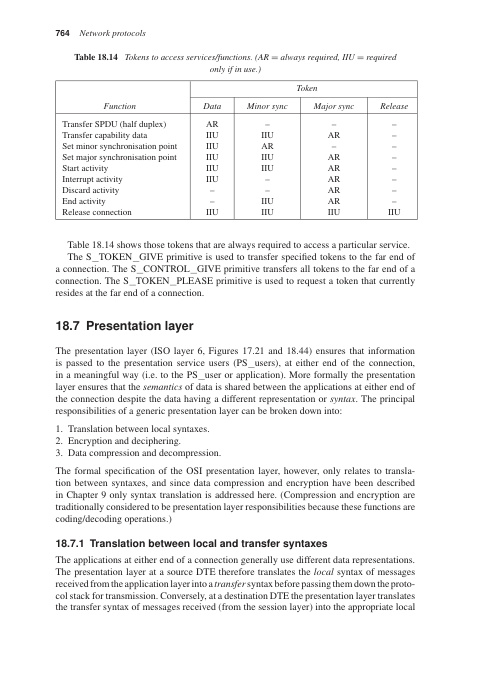 764 Network protocols
Table 18.14 Tokens to access services/functions. (AR = always required, IIU = required
only if in use.)
Token
Function Data Minor sync Major sync Release
Transfer SPDU (half duplex) AR – – –
Transfer capability data IIU IIU AR –
Set minor synchronisation point IIU AR – –
Set major synchronisation point IIU IIU AR –
Start activity IIU IIU AR –
Interrupt activity IIU – AR –
Discard activity – – AR –
End activity – IIU AR –
Release connection IIU IIU IIU IIU
Table 18.14 shows those tokens that are always required to access a particular service.
The S_TOKEN_GIVE primitive is used to transfer specified tokens to the far end of
a connection. The S_CONTROL_GIVE primitive transfers all tokens to the far end of a
connection. The S_TOKEN_PLEASE primitive is used to request a token that currently
resides at the far end of a connection.
18.7 Presentation layer
The presentation layer (ISO layer 6, Figures 17.21 and 18.44) ensures that information
is passed to the presentation service users (PS_users), at either end of the connection,
in a meaningful way (i.e. to the PS_user or application). More formally the presentation
layer ensures that the semantics of data is shared between the applications at either end of
the connection despite the data having a different representation or syntax. The principal
responsibilities of a generic presentation layer can be broken down into:
1. Translation between local syntaxes.
2. Encryption and deciphering.
3. Data compression and decompression.
The formal specification of the OSI presentation layer, however, only relates to transla-
tion between syntaxes, and since data compression and encryption have been described
in Chapter 9 only syntax translation is addressed here. (Compression and encryption are
traditionally considered to be presentation layer responsibilities because these functions are
coding/decoding operations.)
18.7.1 Translation between local and transfer syntaxes
The applications at either end of a connection generally use different data representations.
The presentation layer at a source DTE therefore translates the local syntax of messages
received from the application layer into a transfer syntax before passing them down the proto-
col stack for transmission. Conversely, at a destination DTE the presentation layer translates
the transfer syntax of messages received (from the session layer) into the appropriate local